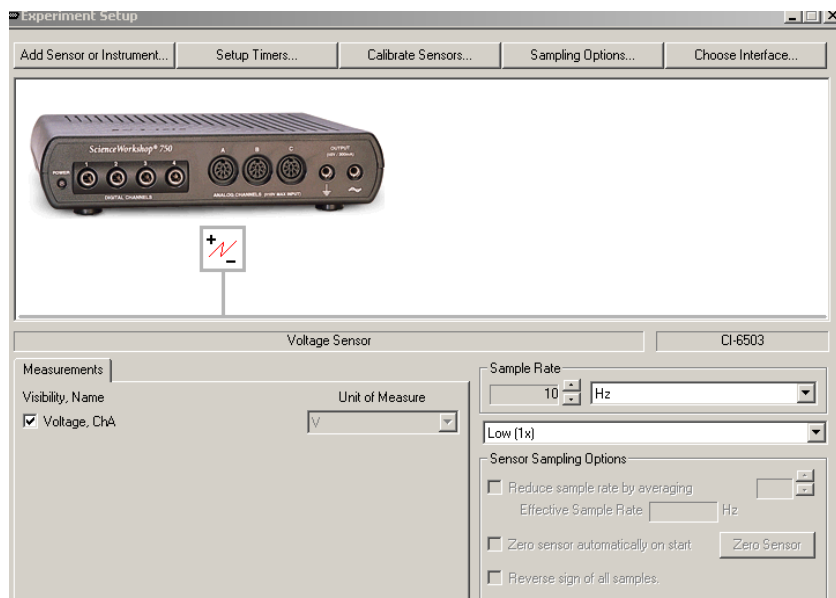 Experiment Setup
Add Sensor or Instrument... Setup Timers... Calibrate Sensors... Sampling Options... Choose Interface...
ScienceWorkshop® 750
A B C OUTPUT
1 2 3 4
POWER
DIGITAL CHANNELS
ANALOG CHANNELS (±10V MAX INPUT)
+
-
Voltage Sensor CI-6503
Measurements
Visibility, Name Unit of Measure
Voltage, ChA V
Sample Rate
10 Hz
Low (1x)
Sensor Sampling Options
Reduce sample rate by averaging
Effective Sample Rate Hz
Zero sensor automatically on start Zero Sensor
Reverse sign of all samples.